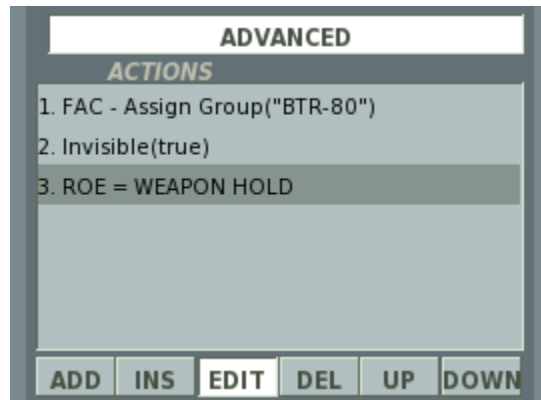 ADVANCED
ACTIONS
1. FAC - Assign Group("BTR-80")
2. Invisible(true)
3. ROE = WEAPON HOLD
ADD INS EDIT DEL UP DOWN